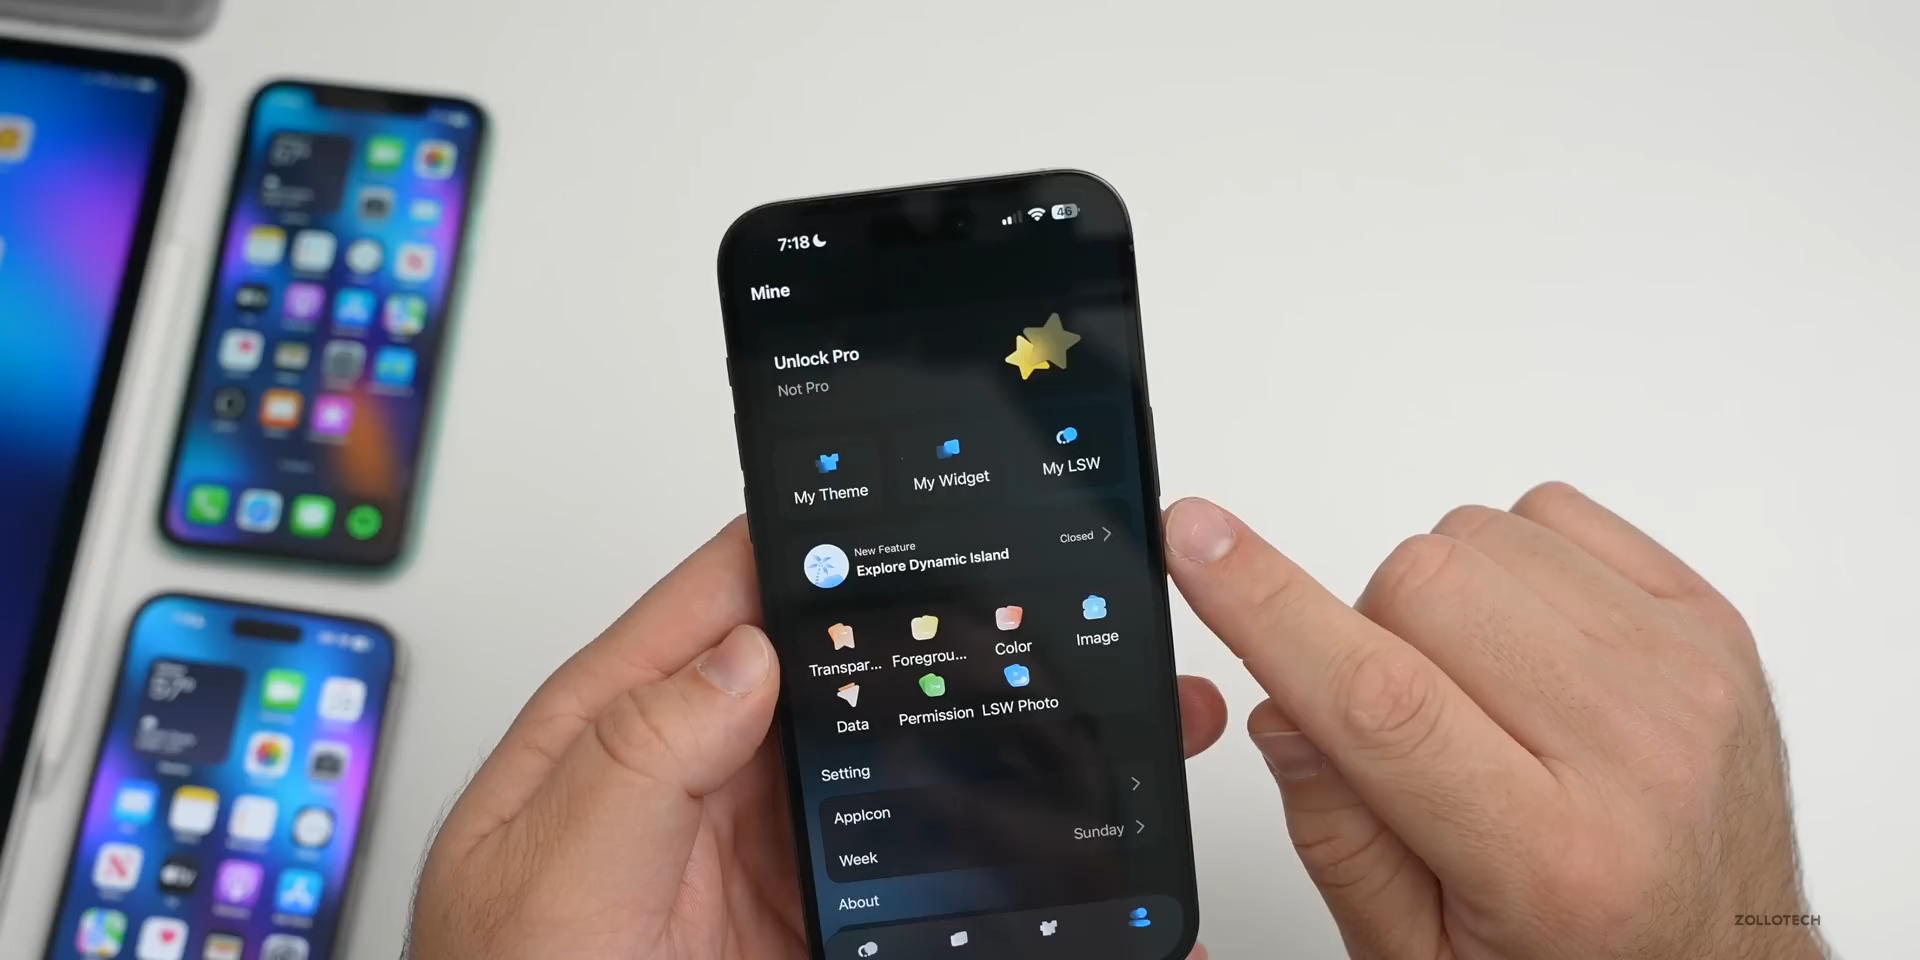 7:18
46
Mine
Unlock Pro
Not Pro
My Theme
My Widget
My LSW
New Feature
Explore Dynamic Island
Closed
Transpar...
Foregrou...
Color
Image
Data
Permission
LSW Photo
Setting
AppIcon
Week
Sunday
About
ZOLLOTECH